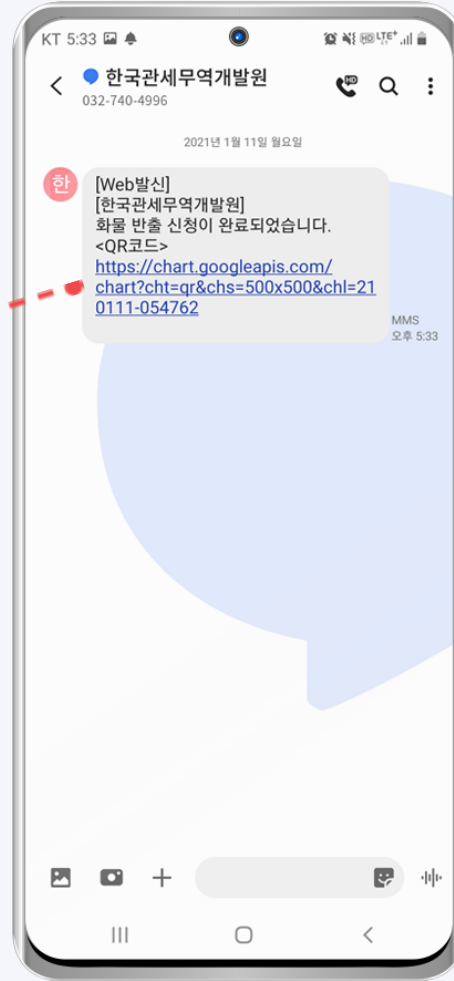 KT 5:33
HD LTE+
한국관세무역개발원
HD
032-740-4996
2021년 1월 11일 월요일
한
[Web발신]
[한국관세무역개발원]
화물 반출 신청이 완료되었습니다.
<QR코드>
https://chart.googleapis.com/
chart?cht=qr&chs=500x500&chl=21
0111-054762
MMS
오후 5:33